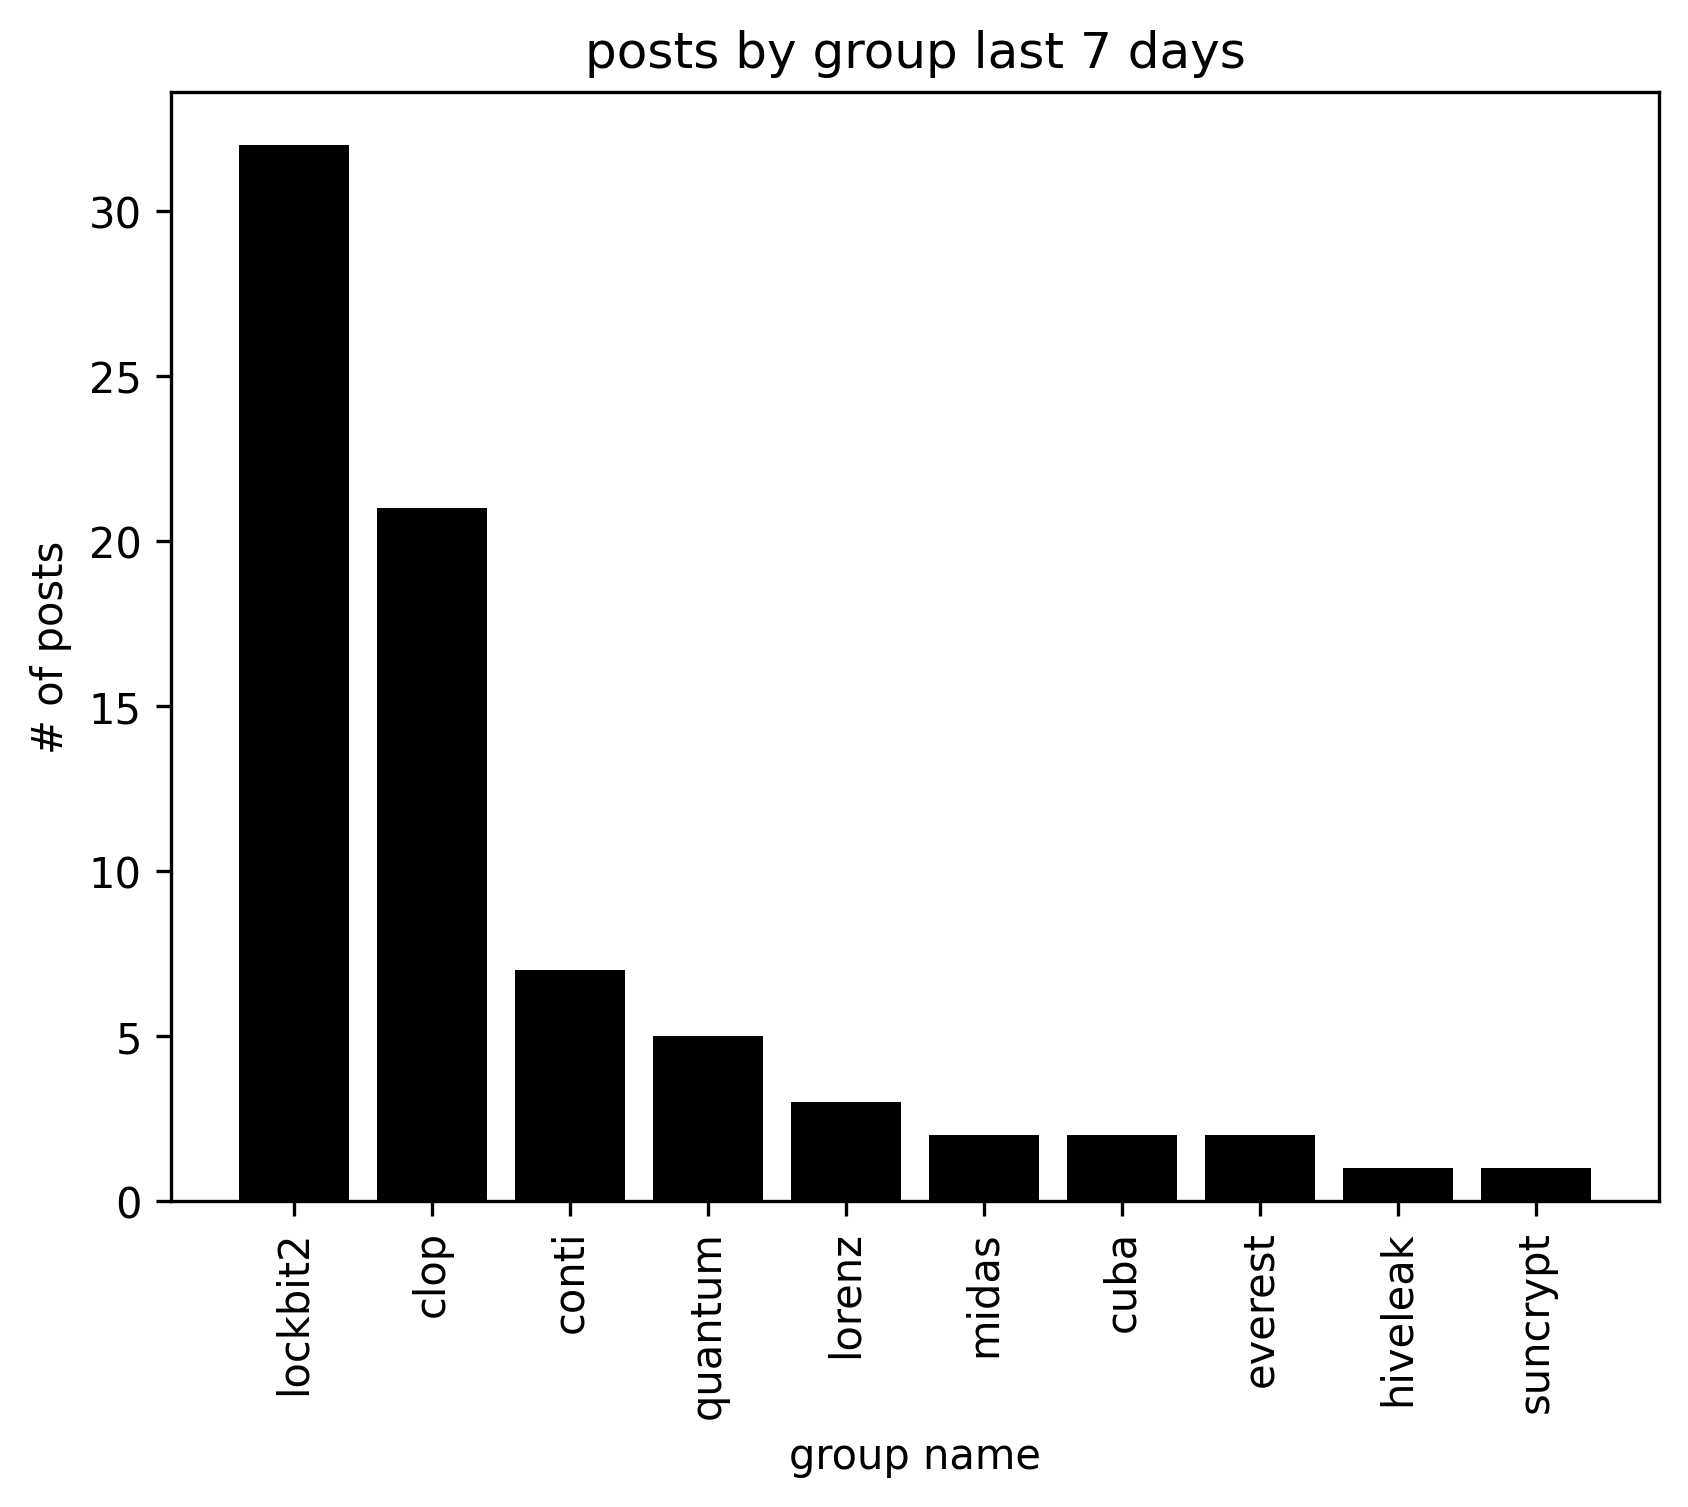 posts by group last 7 days
# of posts
30
25
20
15
10
5
0
lockbit2
clop
conti
quantum
lorenz
midas
cuba
everest
hiveleak
suncrypt
group name